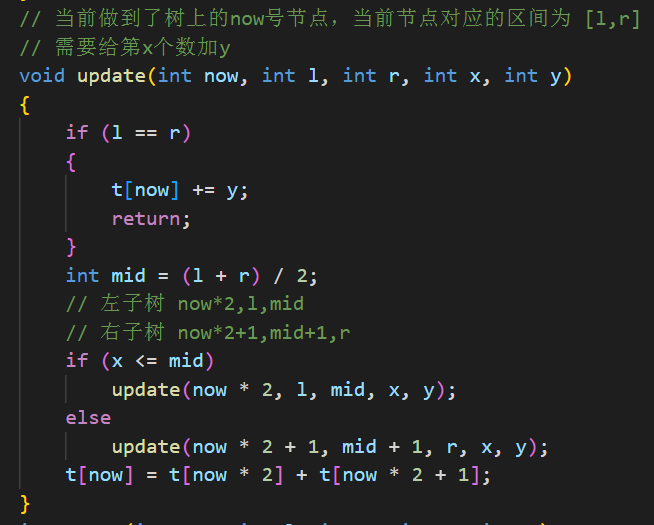 // 当前做到了树上的now号节点，当前节点对应的区间为 [l,r]
// 需要给第x个数加y
void update(int now, int l, int r, int x, int y)
{
    if (l == r)
    {
        t[now] += y;
        return;
    }
    int mid = (l + r) / 2;
    // 左子树 now*2,l,mid
    // 右子树 now*2+1,mid+1,r
    if (x <= mid)
        update(now * 2, l, mid, x, y);
    else
        update(now * 2 + 1, mid + 1, r, x, y);
    t[now] = t[now * 2] + t[now * 2 + 1];
}